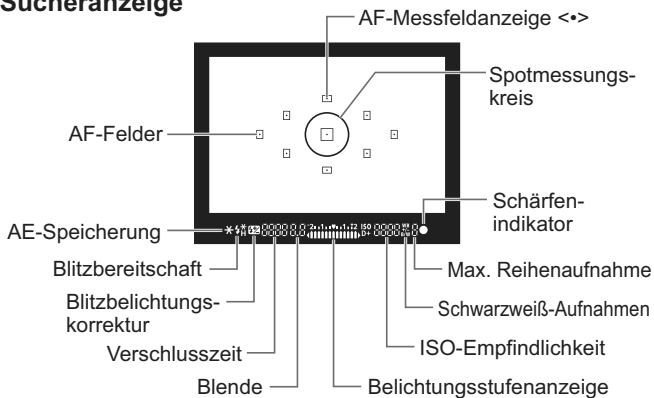 Sucheranzeige
AF-Messfeldanzeige <•>
Spotmessungs-
kreis
AF-Felder
Schärfen-
indikator
AE-Speicherung
ISO
D+
B/W
Blitzbereitschaft
Max. Reihenaufnahme
Blitzbelichtungs-
korrektur
Schwarzweiß-Aufnahmen
Verschlusszeit
ISO-Empfindlichkeit
Blende
Belichtungsstufenanzeige